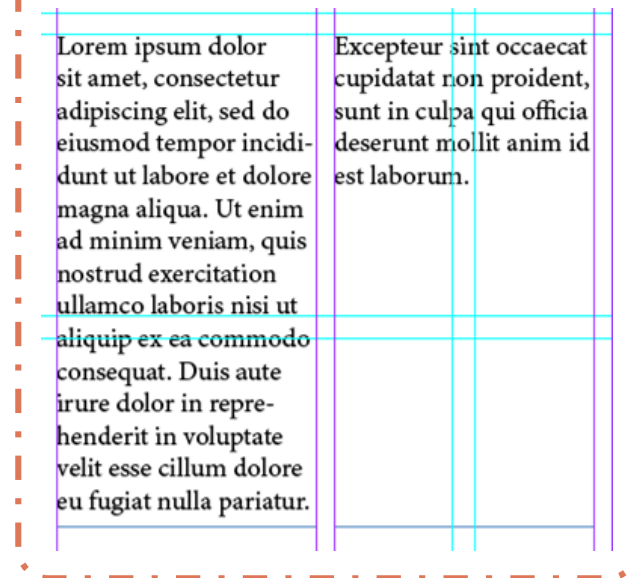 Lorem ipsum dolor
sit amet, consectetur
adipiscing elit, sed do
eiusmod tempor incidi-
dunt ut labore et dolore
magna aliqua. Ut enim
ad minim veniam, quis
nostrud exercitation
ullamco laboris nisi ut
aliquip ex ea commodo
consequat. Duis aute
irure dolor in repre-
henderit in voluptate
velit esse cillum dolore
eu fugiat nulla pariatur.
Excepteur sint occaecat
cupidatat non proident,
sunt in culpa qui officia
deserunt mollit anim id
est laborum.